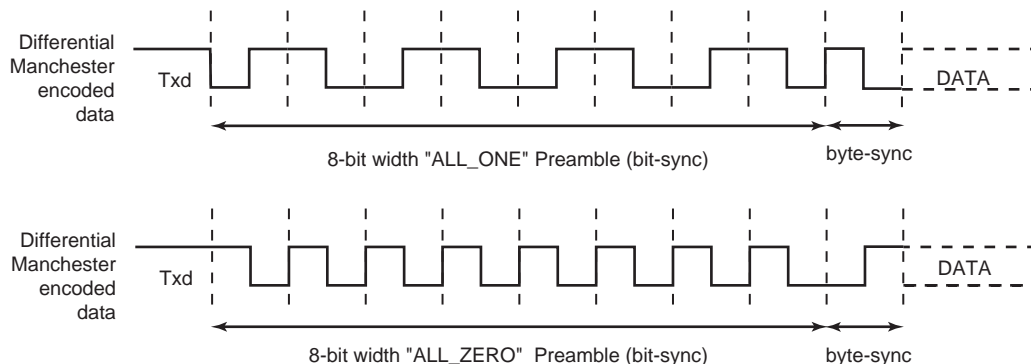 Differential
Manchester
encoded
data
Txd
DATA
8-bit width "ALL_ONE" Preamble (bit-sync)
byte-sync
Differential
Manchester
encoded
data
Txd
DATA
8-bit width "ALL_ZERO" Preamble (bit-sync)
byte-sync